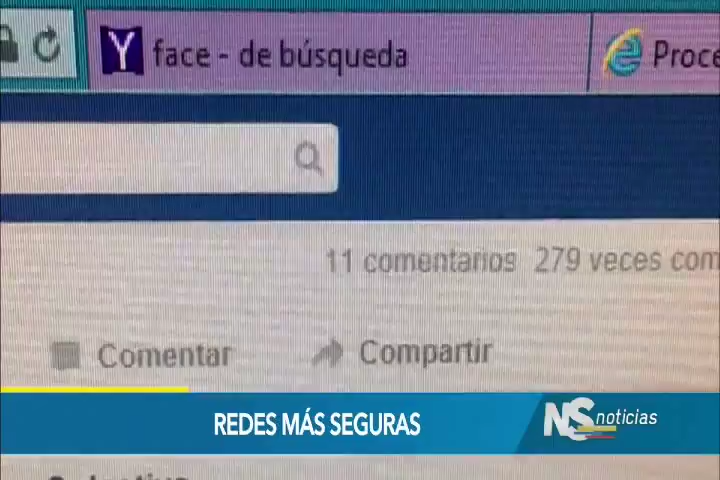 Y face - de búsqueda
Proce
11 comentarios 279 veces com
Comentar Compartir
REDES MÁS SEGURAS
NS noticias